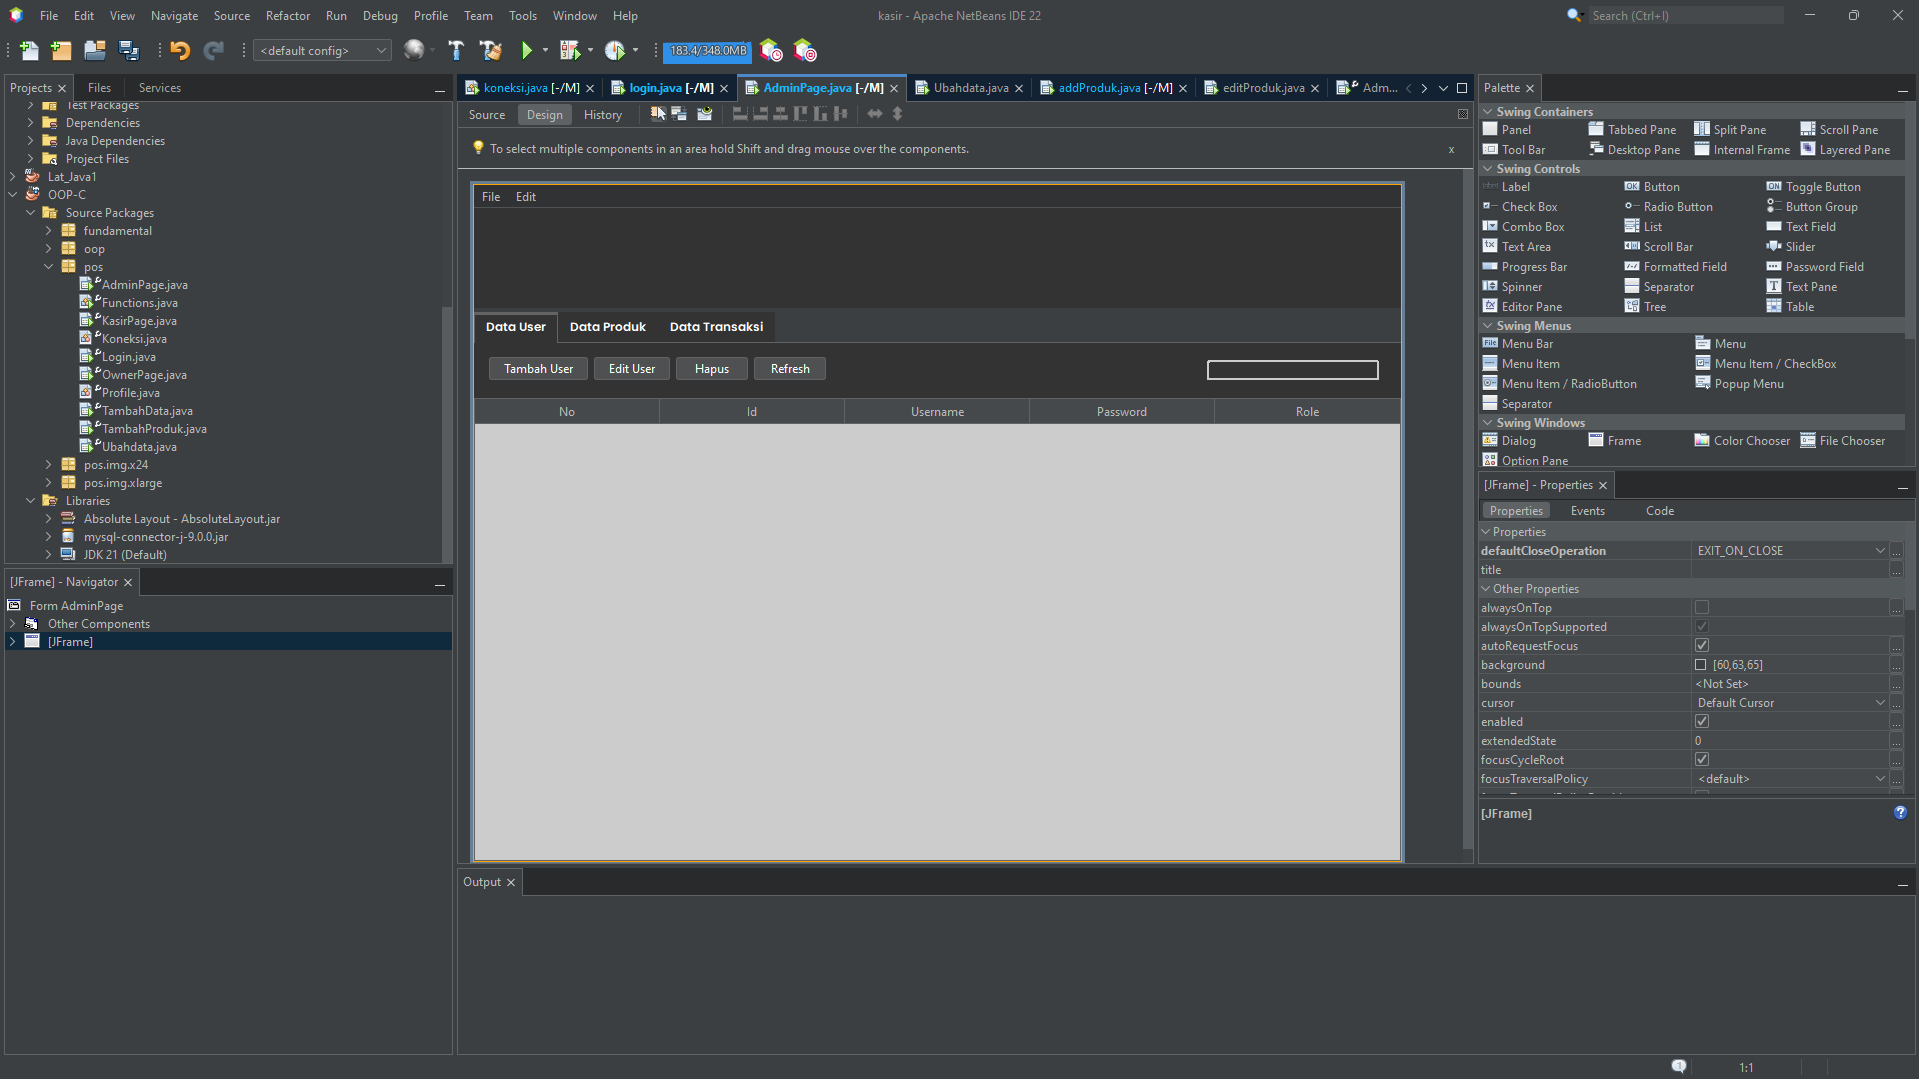 File Edit View Navigate Source Refactor Run Debug Profile Team Tools Window Help
kasir - Apache NetBeans IDE 22
Search (Ctrl+I)
<default config>
183.4/348.0MB
Projects Files Services
Test Packages
Dependencies
Java Dependencies
Project Files
Lat_Java1
OOP-C
Source Packages
fundamental
oop
pos
AdminPage.java
Functions.java
KasirPage.java
Koneksi.java
Login.java
OwnerPage.java
Profile.java
TambahData.java
TambahProduk.java
Ubahdata.java
pos.img.x24
pos.img.xlarge
Libraries
Absolute Layout - AbsoluteLayout.jar
mysql-connector-j-9.0.0.jar
JDK 21 (Default)
[JFrame] - Navigator
Form AdminPage
Other Components
[JFrame]
koneksi.java [-/M] login.java [-/M] AdminPage.java [-/M] Ubahdata.java addProduk.java [-/M] editProduk.java Adm...
Source Design History
To select multiple components in an area hold Shift and drag mouse over the components.
x
File Edit
Data User Data Produk Data Transaksi
Tambah User Edit User Hapus Refresh
No Id Username Password Role
Output
Palette
Swing Containers
Panel Tabbed Pane Split Pane Scroll Pane
Tool Bar Desktop Pane Internal Frame Layered Pane
Swing Controls
Label Button Toggle Button
Check Box Radio Button Button Group
Combo Box List Text Field
Text Area Scroll Bar Slider
Progress Bar Formatted Field Password Field
Spinner Separator Text Pane
Editor Pane Tree Table
Swing Menus
Menu Bar Menu
Menu Item Menu Item / CheckBox
Menu Item / RadioButton Popup Menu
Separator
Swing Windows
Dialog Frame Color Chooser File Chooser
Option Pane
[JFrame] - Properties
Properties Events Code
Properties
defaultCloseOperation EXIT_ON_CLOSE
title
Other Properties
alwaysOnTop
alwaysOnTopSupported
autoRequestFocus
background [60,63,65]
bounds <Not Set>
cursor Default Cursor
enabled
extendedState 0
focusCycleRoot
focusTraversalPolicy <default>
[JFrame]
1:1